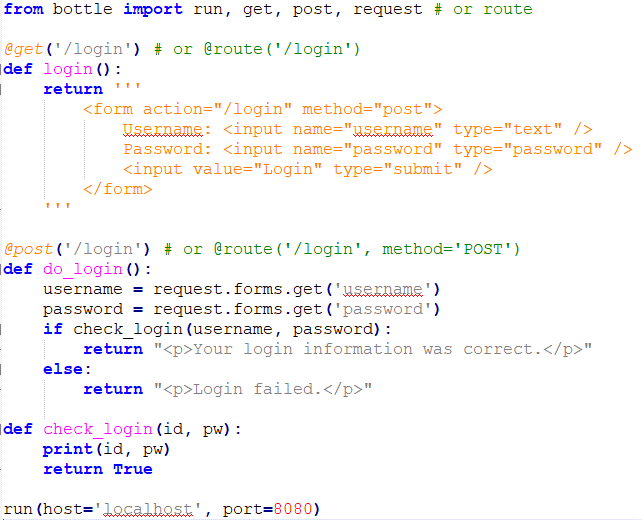 from bottle import run, get, post, request # or route
@get('/login') # or @route('/login')
def login():
    return '''
        <form action="/login" method="post">
            Username: <input name="username" type="text" />
            Password: <input name="password" type="password" />
            <input value="Login" type="submit" />
        </form>
    '''
@post('/login') # or @route('/login', method='POST')
def do_login():
    username = request.forms.get('username')
    password = request.forms.get('password')
    if check_login(username, password):
        return "<p>Your login information was correct.</p>"
    else:
        return "<p>Login failed.</p>"
def check_login(id, pw):
    print(id, pw)
    return True
run(host='localhost', port=8080)